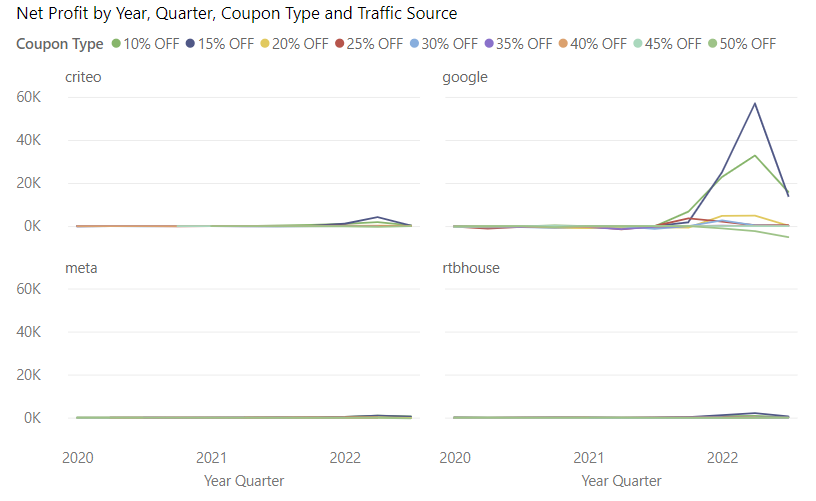 Net Profit by Year, Quarter, Coupon Type and Traffic Source
Coupon Type 10% OFF 15% OFF 20% OFF 25% OFF 30% OFF 35% OFF 40% OFF 45% OFF 50% OFF
criteo
google
60K
40K
20K
0K
meta
rtbhouse
60K
40K
20K
0K
2020 2021 2022 2020 2021 2022
Year Quarter Year Quarter